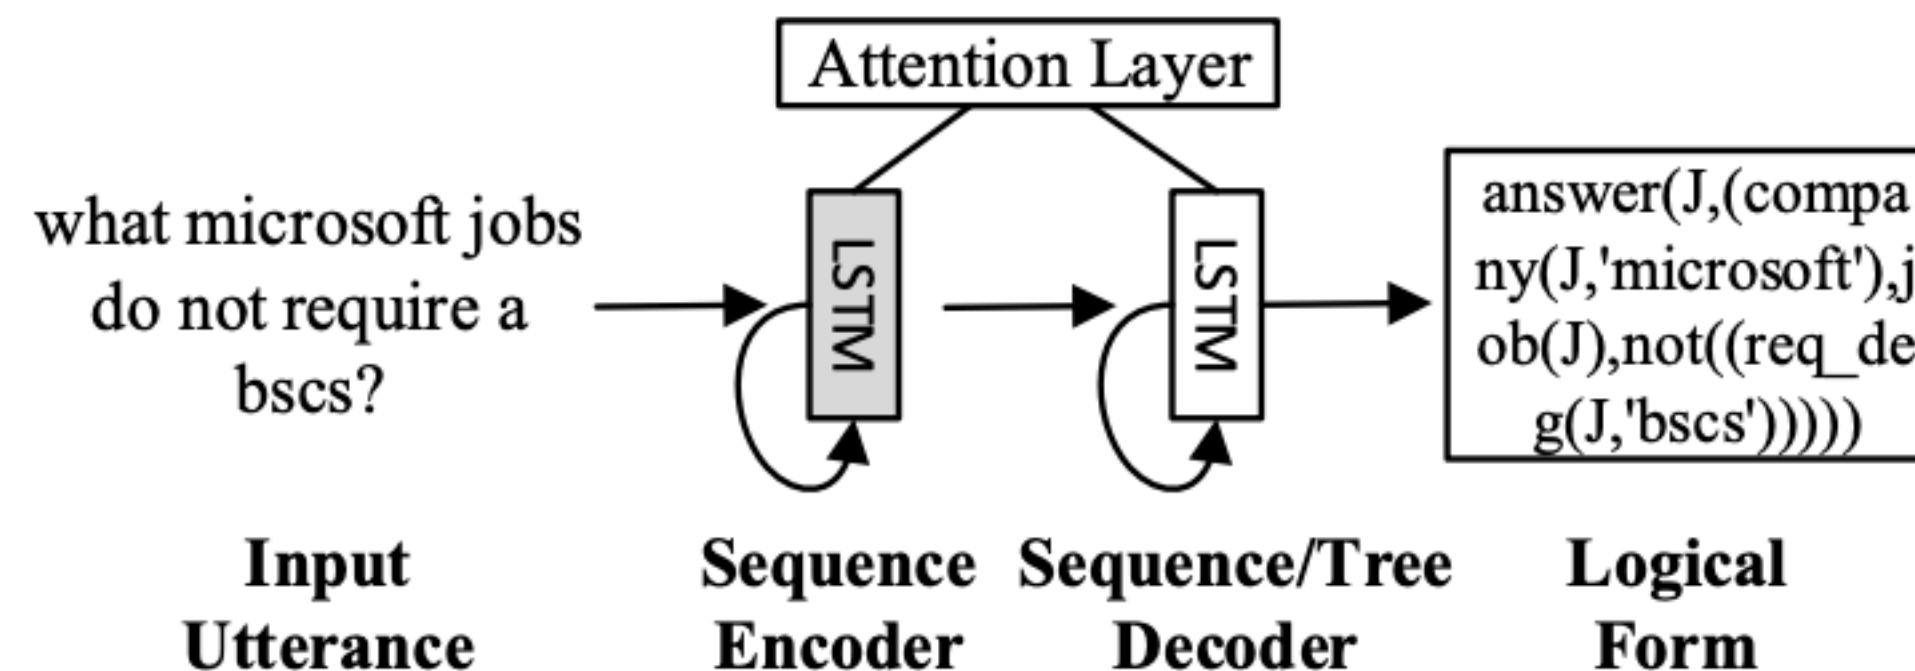 Attention Layer
what microsoft jobs
do not require a
bscs?
LSTM
LSTM
answer(J,(compa
ny(J,'microsoft'),j
ob(J),not((req_de
g(J,'bscs')))))
Input
Utterance
Sequence
Encoder
Sequence/Tree
Decoder
Logical
Form